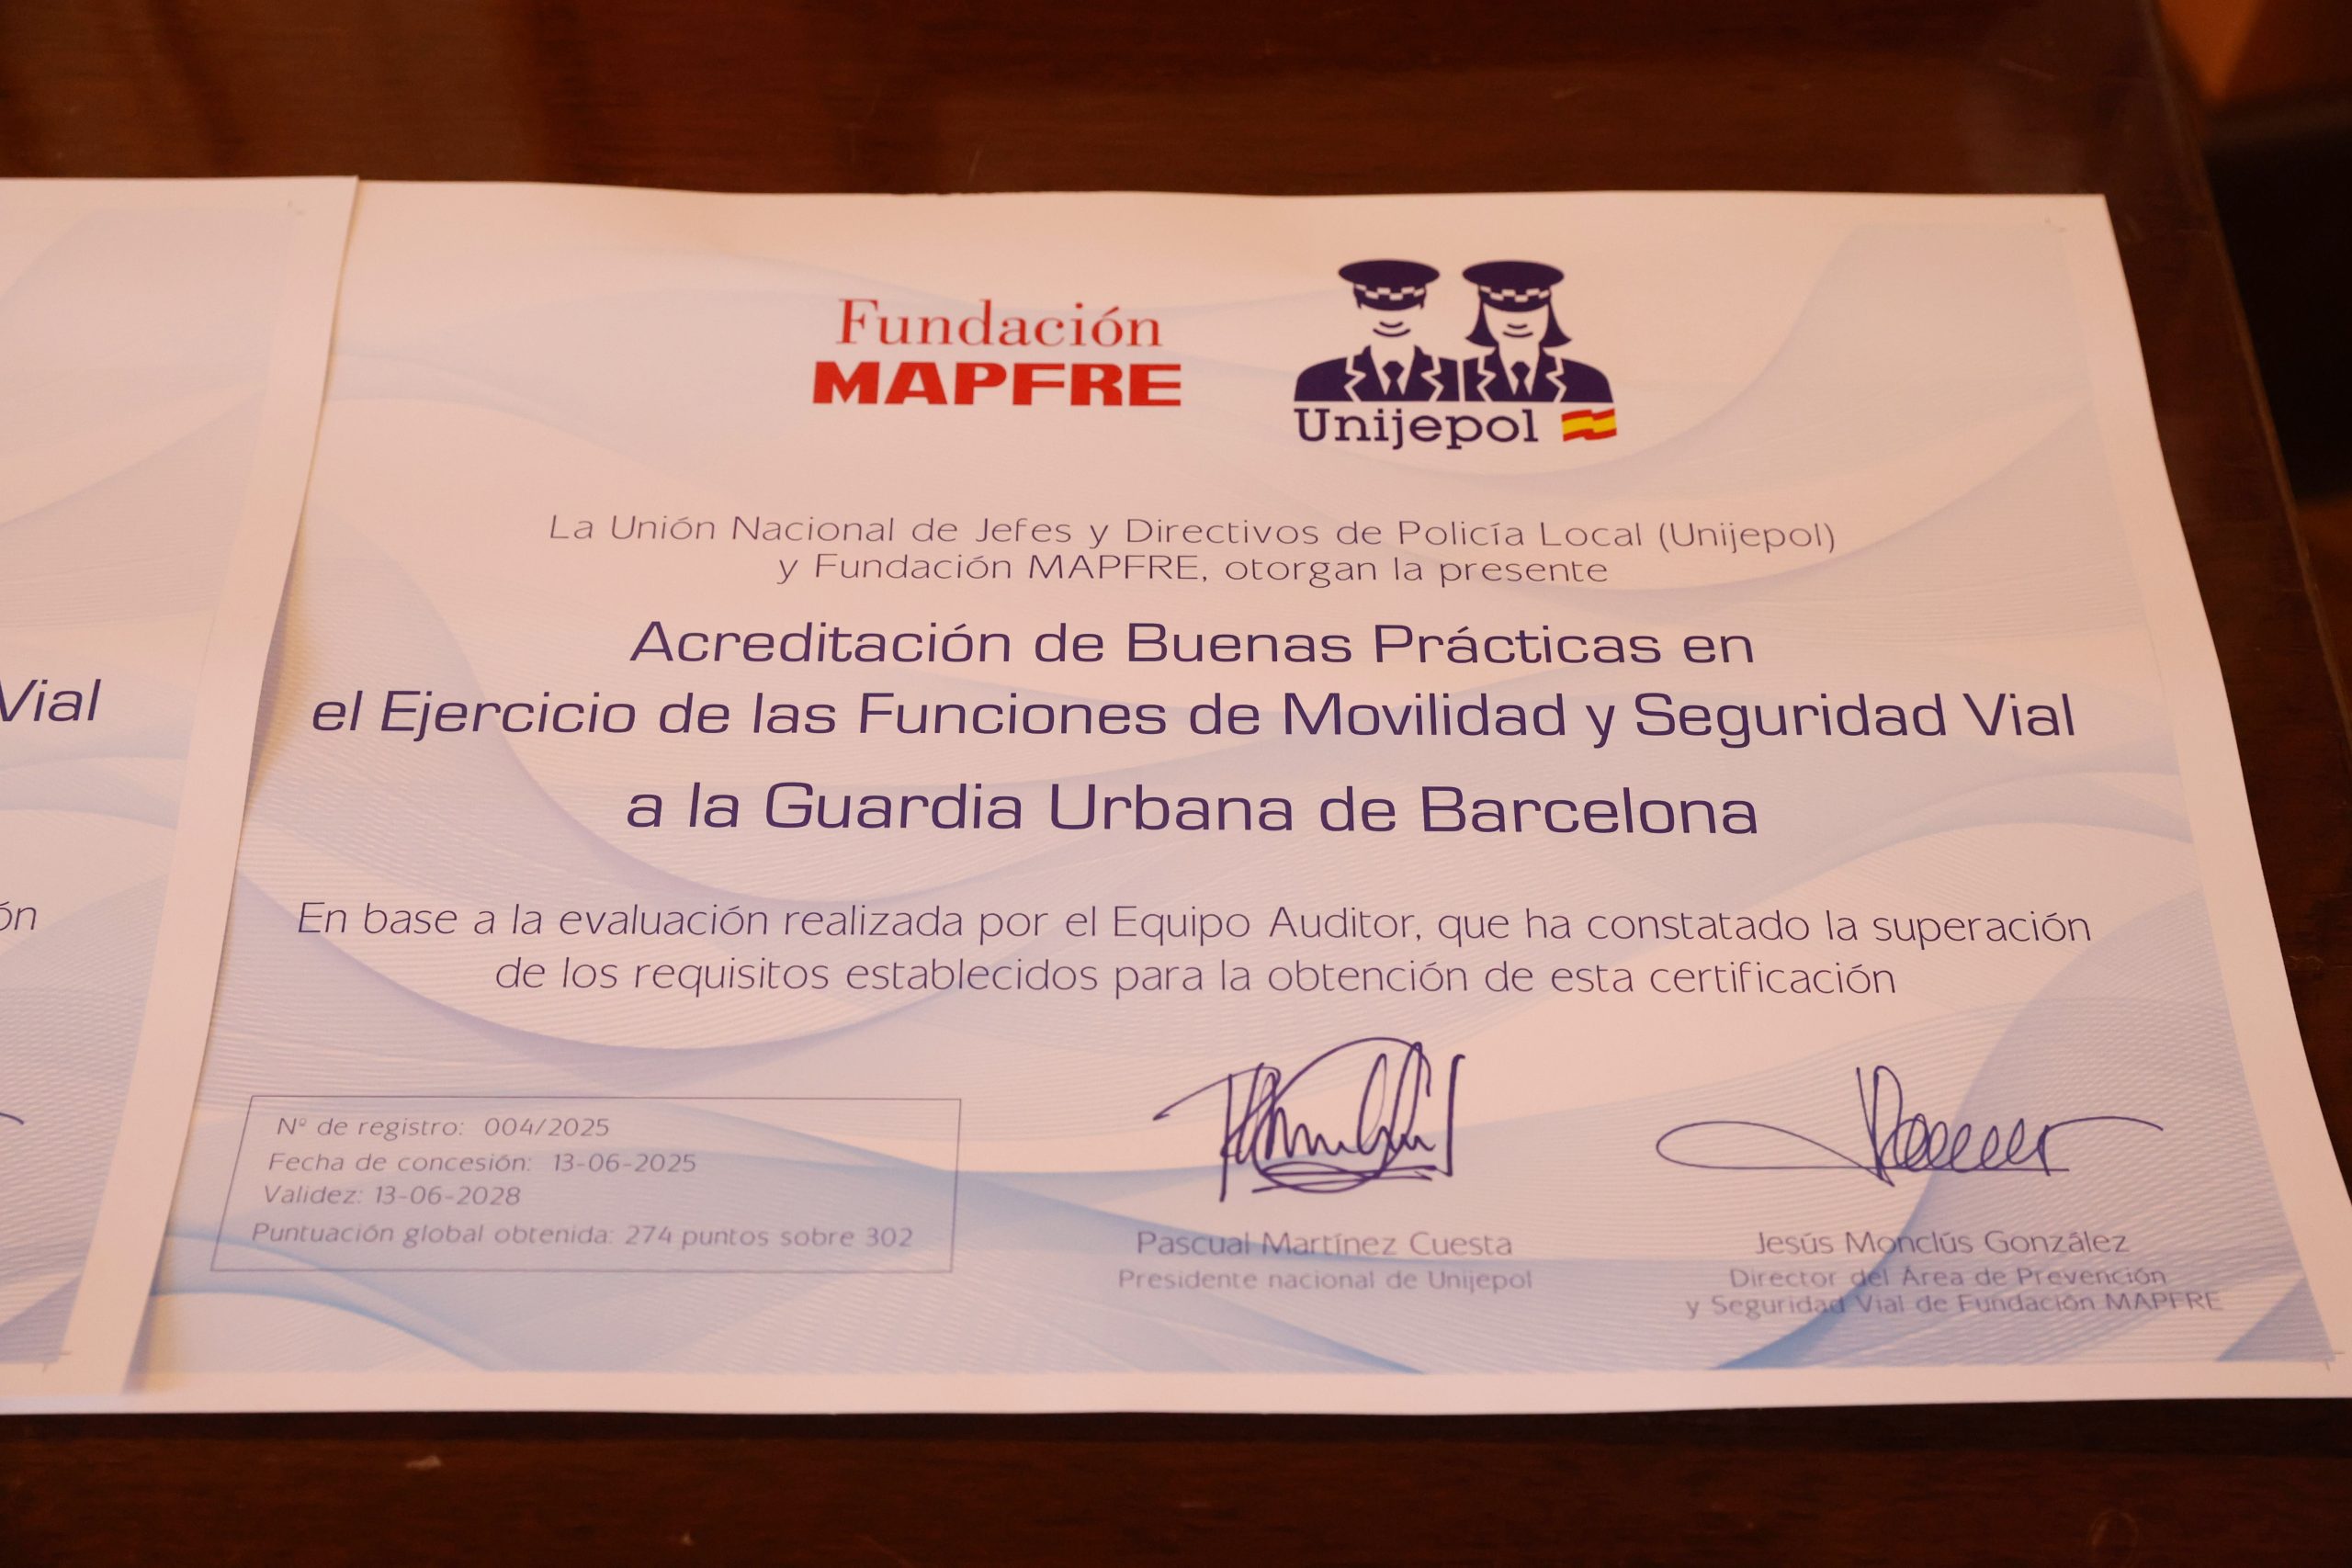 Vial
ón
Fundación
MAPFRE
Unijepol
La Unión Nacional de Jefes y Directivos de Policía Local (Unijepol)
y Fundación MAPFRE, otorgan la presente
Acreditación de Buenas Prácticas en
el Ejercicio de las Funciones de Movilidad y Seguridad Vial
a la Guardia Urbana de Barcelona
En base a la evaluación realizada por el Equipo Auditor, que ha constatado la superación
de los requisitos establecidos para la obtención de esta certificación
Nº de registro: 004/2025
Fecha de concesión: 13-06-2025
Validez: 13-06-2028
Puntuación global obtenida: 274 puntos sobre 302
Pascual Martínez Cuesta
Presidente nacional de Unijepol
Jesús Monclús González
Director del Área de Prevención
y Seguridad Vial de Fundación MAPFRE